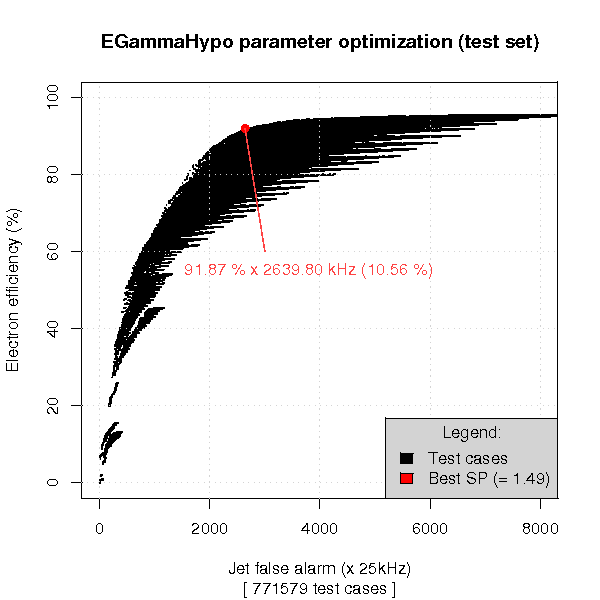 EGammaHypo parameter optimization (test set)
100
80
60
40
20
0
Electron efficiency (%)
91.87 % x 2639.80 kHz (10.56 %)
Legend:
Test cases
Best SP (= 1.49)
0 2000 4000 6000 8000
Jet false alarm (x 25kHz)
[ 771579 test cases ]